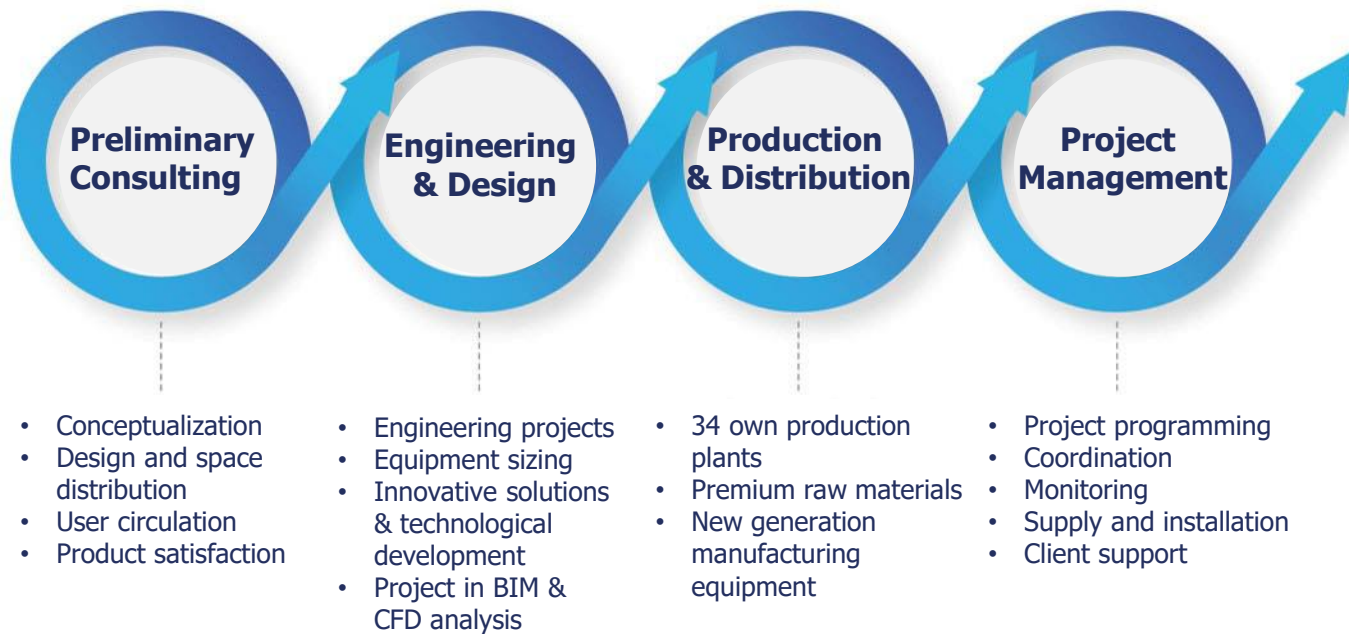 Preliminary
Consulting
Engineering
& Design
Production
& Distribution
Project
Management
• Conceptualization
• Design and space
distribution
• User circulation
• Product satisfaction
• Engineering projects
• Equipment sizing
• Innovative solutions
& technological
development
• Project in BIM &
CFD analysis
• 34 own production
plants
• Premium raw materials
• New generation
manufacturing
equipment
• Project programming
• Coordination
• Monitoring
• Supply and installation
• Client support